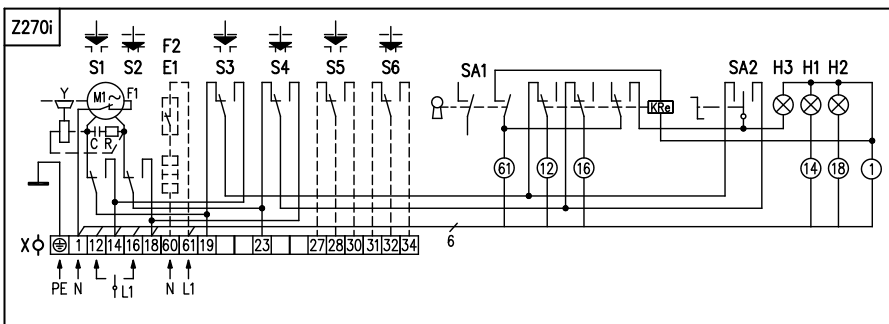 Z270i
F2
S1 S2 E1 S3 S4 S5 S6 SA1 SA2 H3 H1 H2
Y M1~ F1
KRe
C R
61 12 16 14 18 1
X 1 12 14 16 18 60 61 19 23 27 28 30 31 32 34
6
PE N L1 N L1